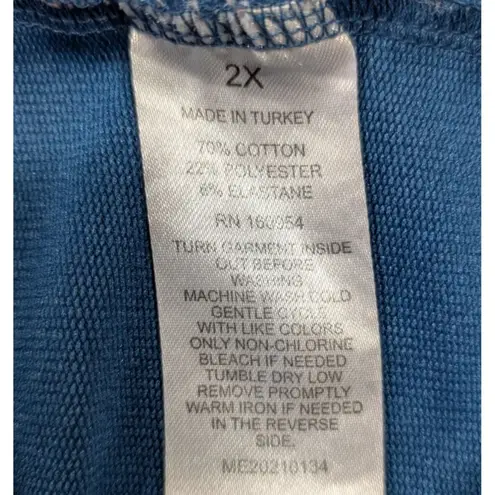 2X
MADE IN TURKEY
70% COTTON
22% POLYESTER
8% ELASTANE
RN 160054
TURN GARMENT INSIDE
OUT BEFORE
WASHING
MACHINE WASH COLD
GENTLE CYCLE
WITH LIKE COLORS
ONLY NON-CHLORINE
BLEACH IF NEEDED
TUMBLE DRY LOW
REMOVE PROMPTLY
WARM IRON IF NEEDED
IN THE REVERSE
SIDE.
ME20210134